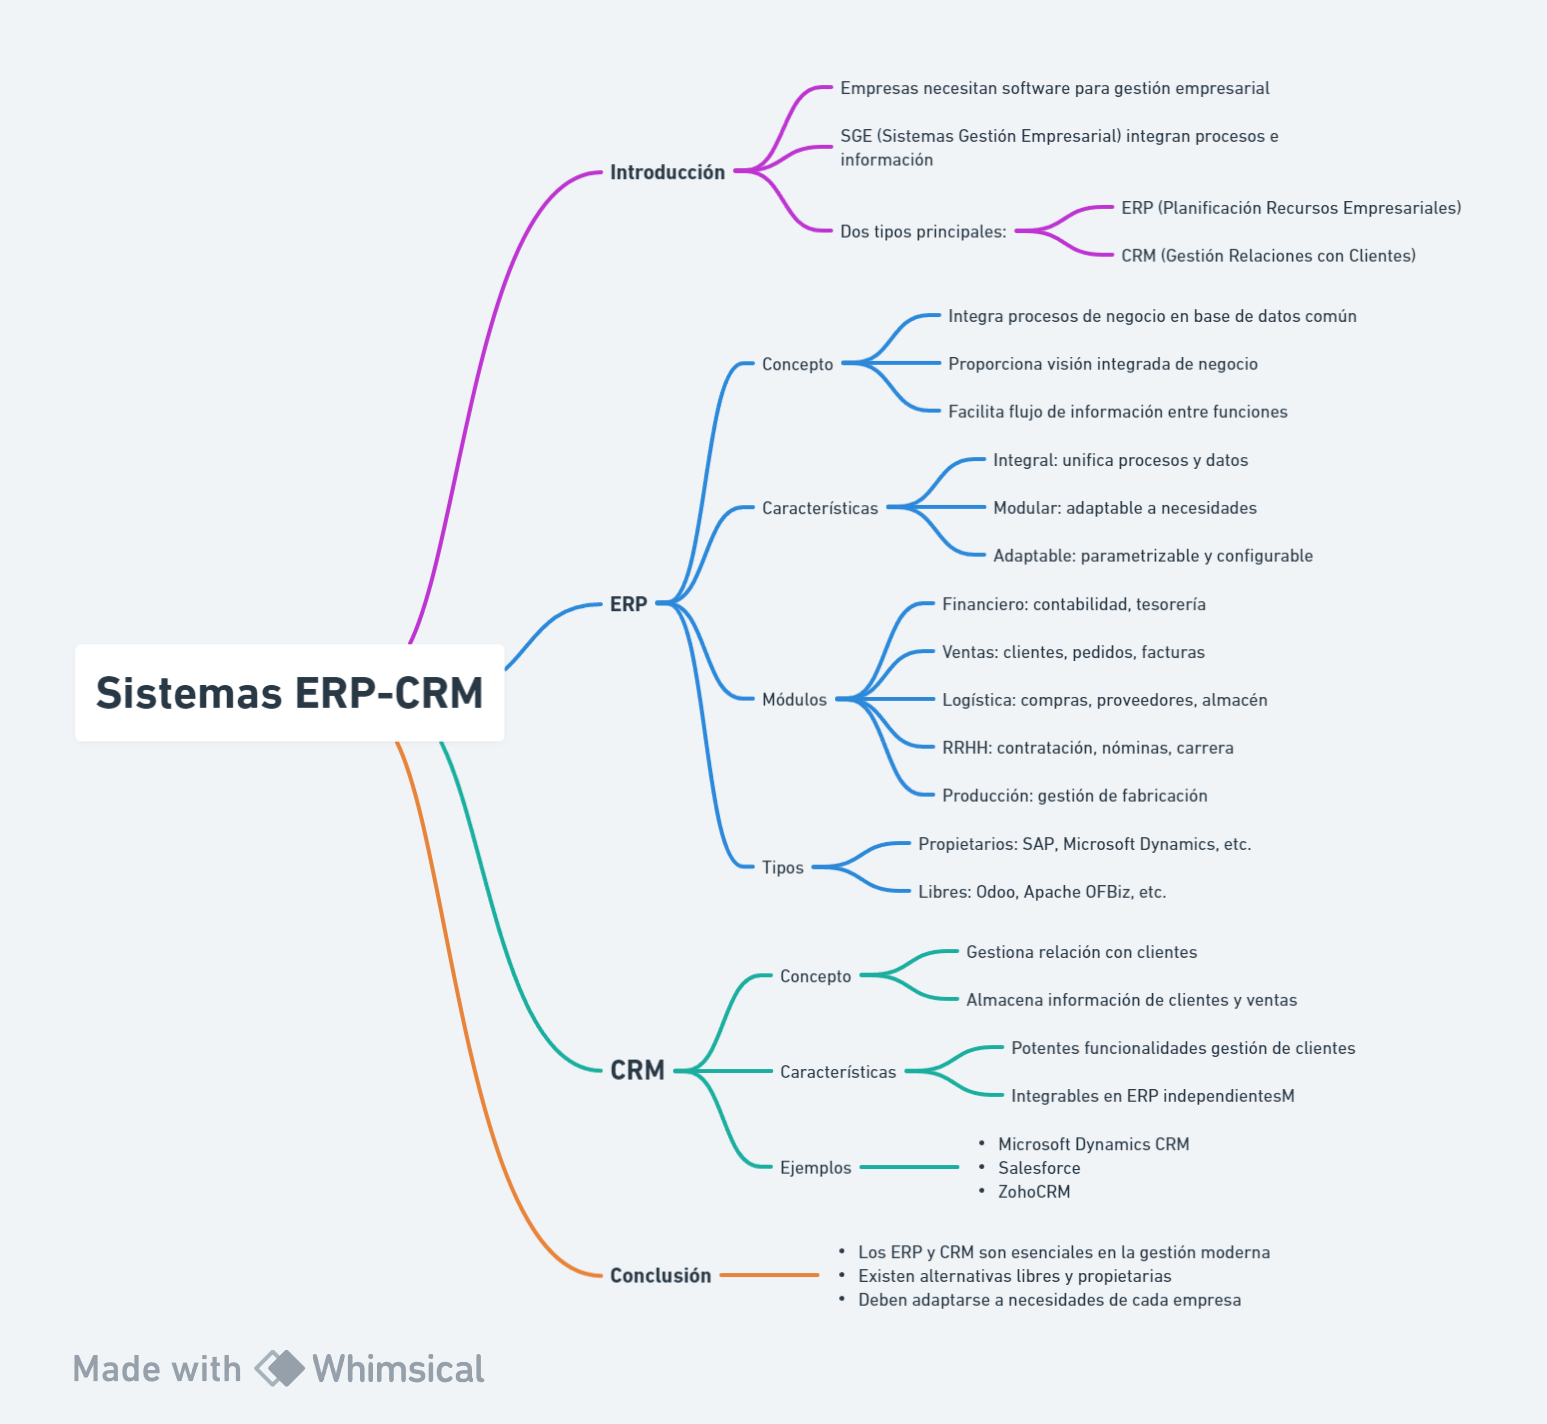 Sistemas ERP-CRM
Introducción
Empresas necesitan software para gestión empresarial
SGE (Sistemas Gestión Empresarial) integran procesos e
información
Dos tipos principales:
ERP (Planificación Recursos Empresariales)
CRM (Gestión Relaciones con Clientes)
ERP
Concepto
Integra procesos de negocio en base de datos común
Proporciona visión integrada de negocio
Facilita flujo de información entre funciones
Características
Integral: unifica procesos y datos
Modular: adaptable a necesidades
Adaptable: parametrizable y configurable
Módulos
Financiero: contabilidad, tesorería
Ventas: clientes, pedidos, facturas
Logística: compras, proveedores, almacén
RRHH: contratación, nóminas, carrera
Producción: gestión de fabricación
Tipos
Propietarios: SAP, Microsoft Dynamics, etc.
Libres: Odoo, Apache OFBiz, etc.
CRM
Concepto
Gestiona relación con clientes
Almacena información de clientes y ventas
Características
Potentes funcionalidades gestión de clientes
Integrables en ERP independientesM
Ejemplos
• Microsoft Dynamics CRM
• Salesforce
• ZohoCRM
Conclusión
• Los ERP y CRM son esenciales en la gestión moderna
• Existen alternativas libres y propietarias
• Deben adaptarse a necesidades de cada empresa
Made with Whimsical